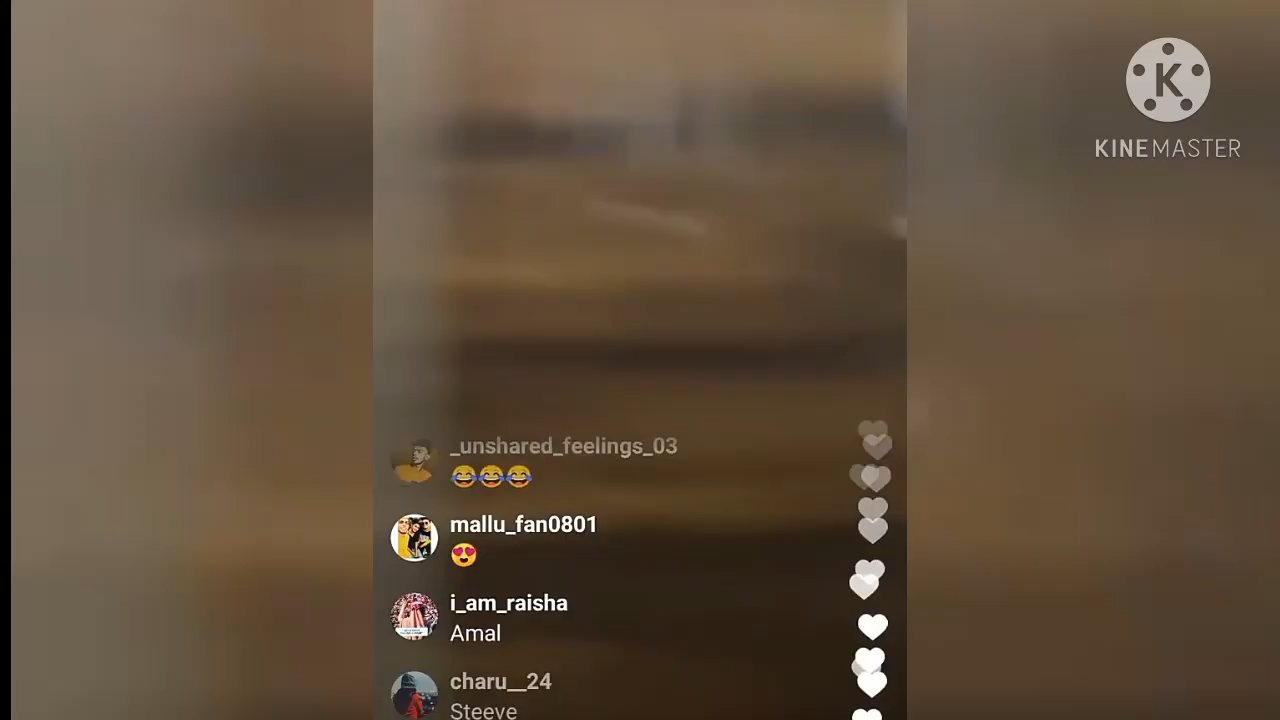 K
KINEMASTER
_unshared_feelings_03
😂😂😂
mallu_fan0801
😍
i_am_raisha
Amal
charu__24
Steeve